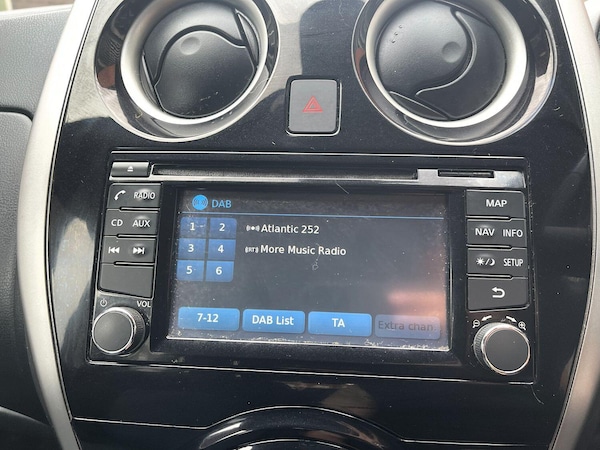 RADIO
CD AUX
VOL
DAB
1 2
3 4
5 6
Atlantic 252
More Music Radio
7-12
DAB List
TA
Extra chan
MAP
NAV INFO
SETUP